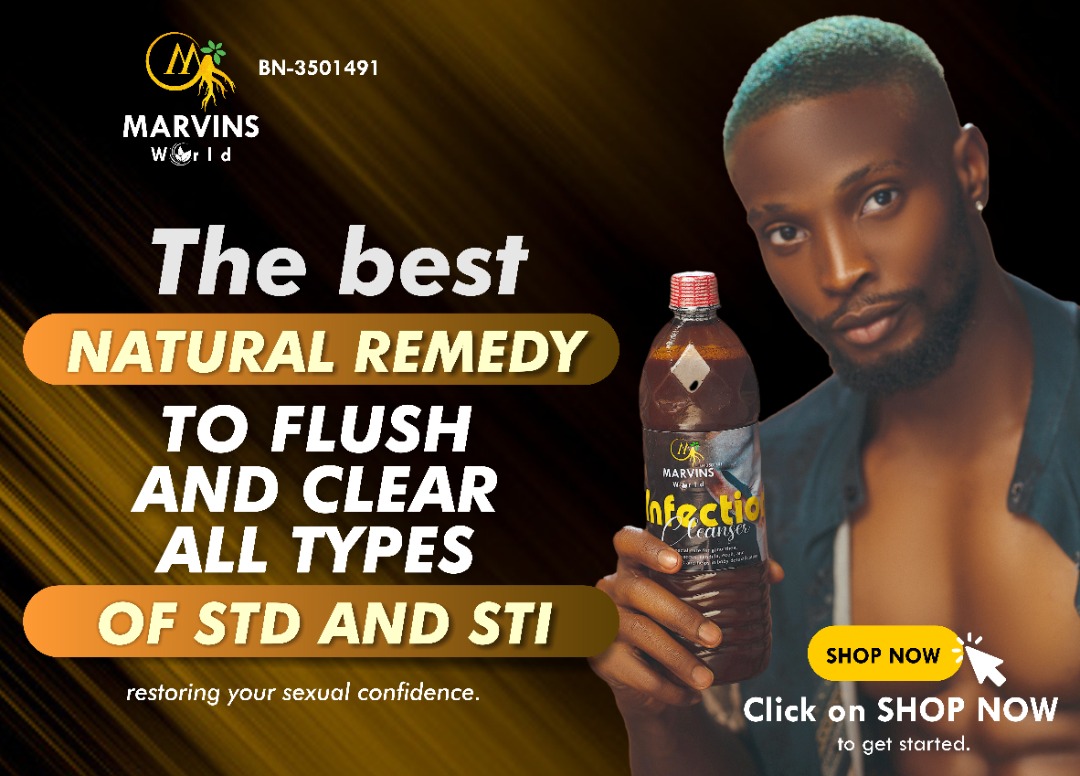 BN-3501491
MARVINS
World
The best
NATURAL REMEDY
TO FLUSH
AND CLEAR
ALL TYPES
OF STD AND STI
restoring your sexual confidence.
MARVINS
World
Infectio
Cleanser
SHOP NOW
Click on SHOP NOW
to get started.